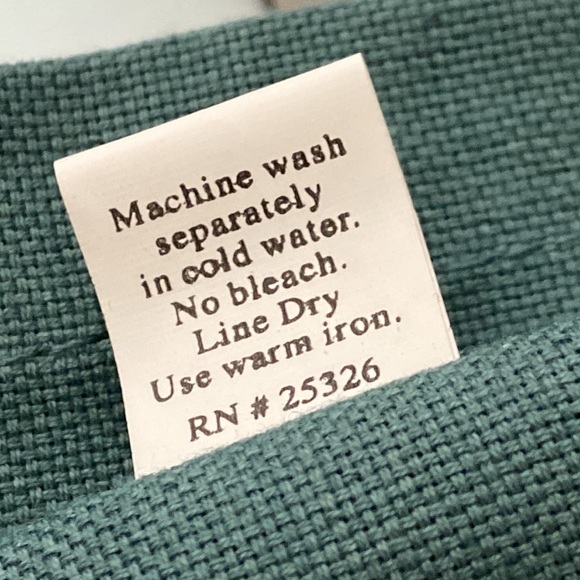 Machine wash
separately
in cold water.
No bleach.
Line Dry
Use warm iron.
RN # 25326